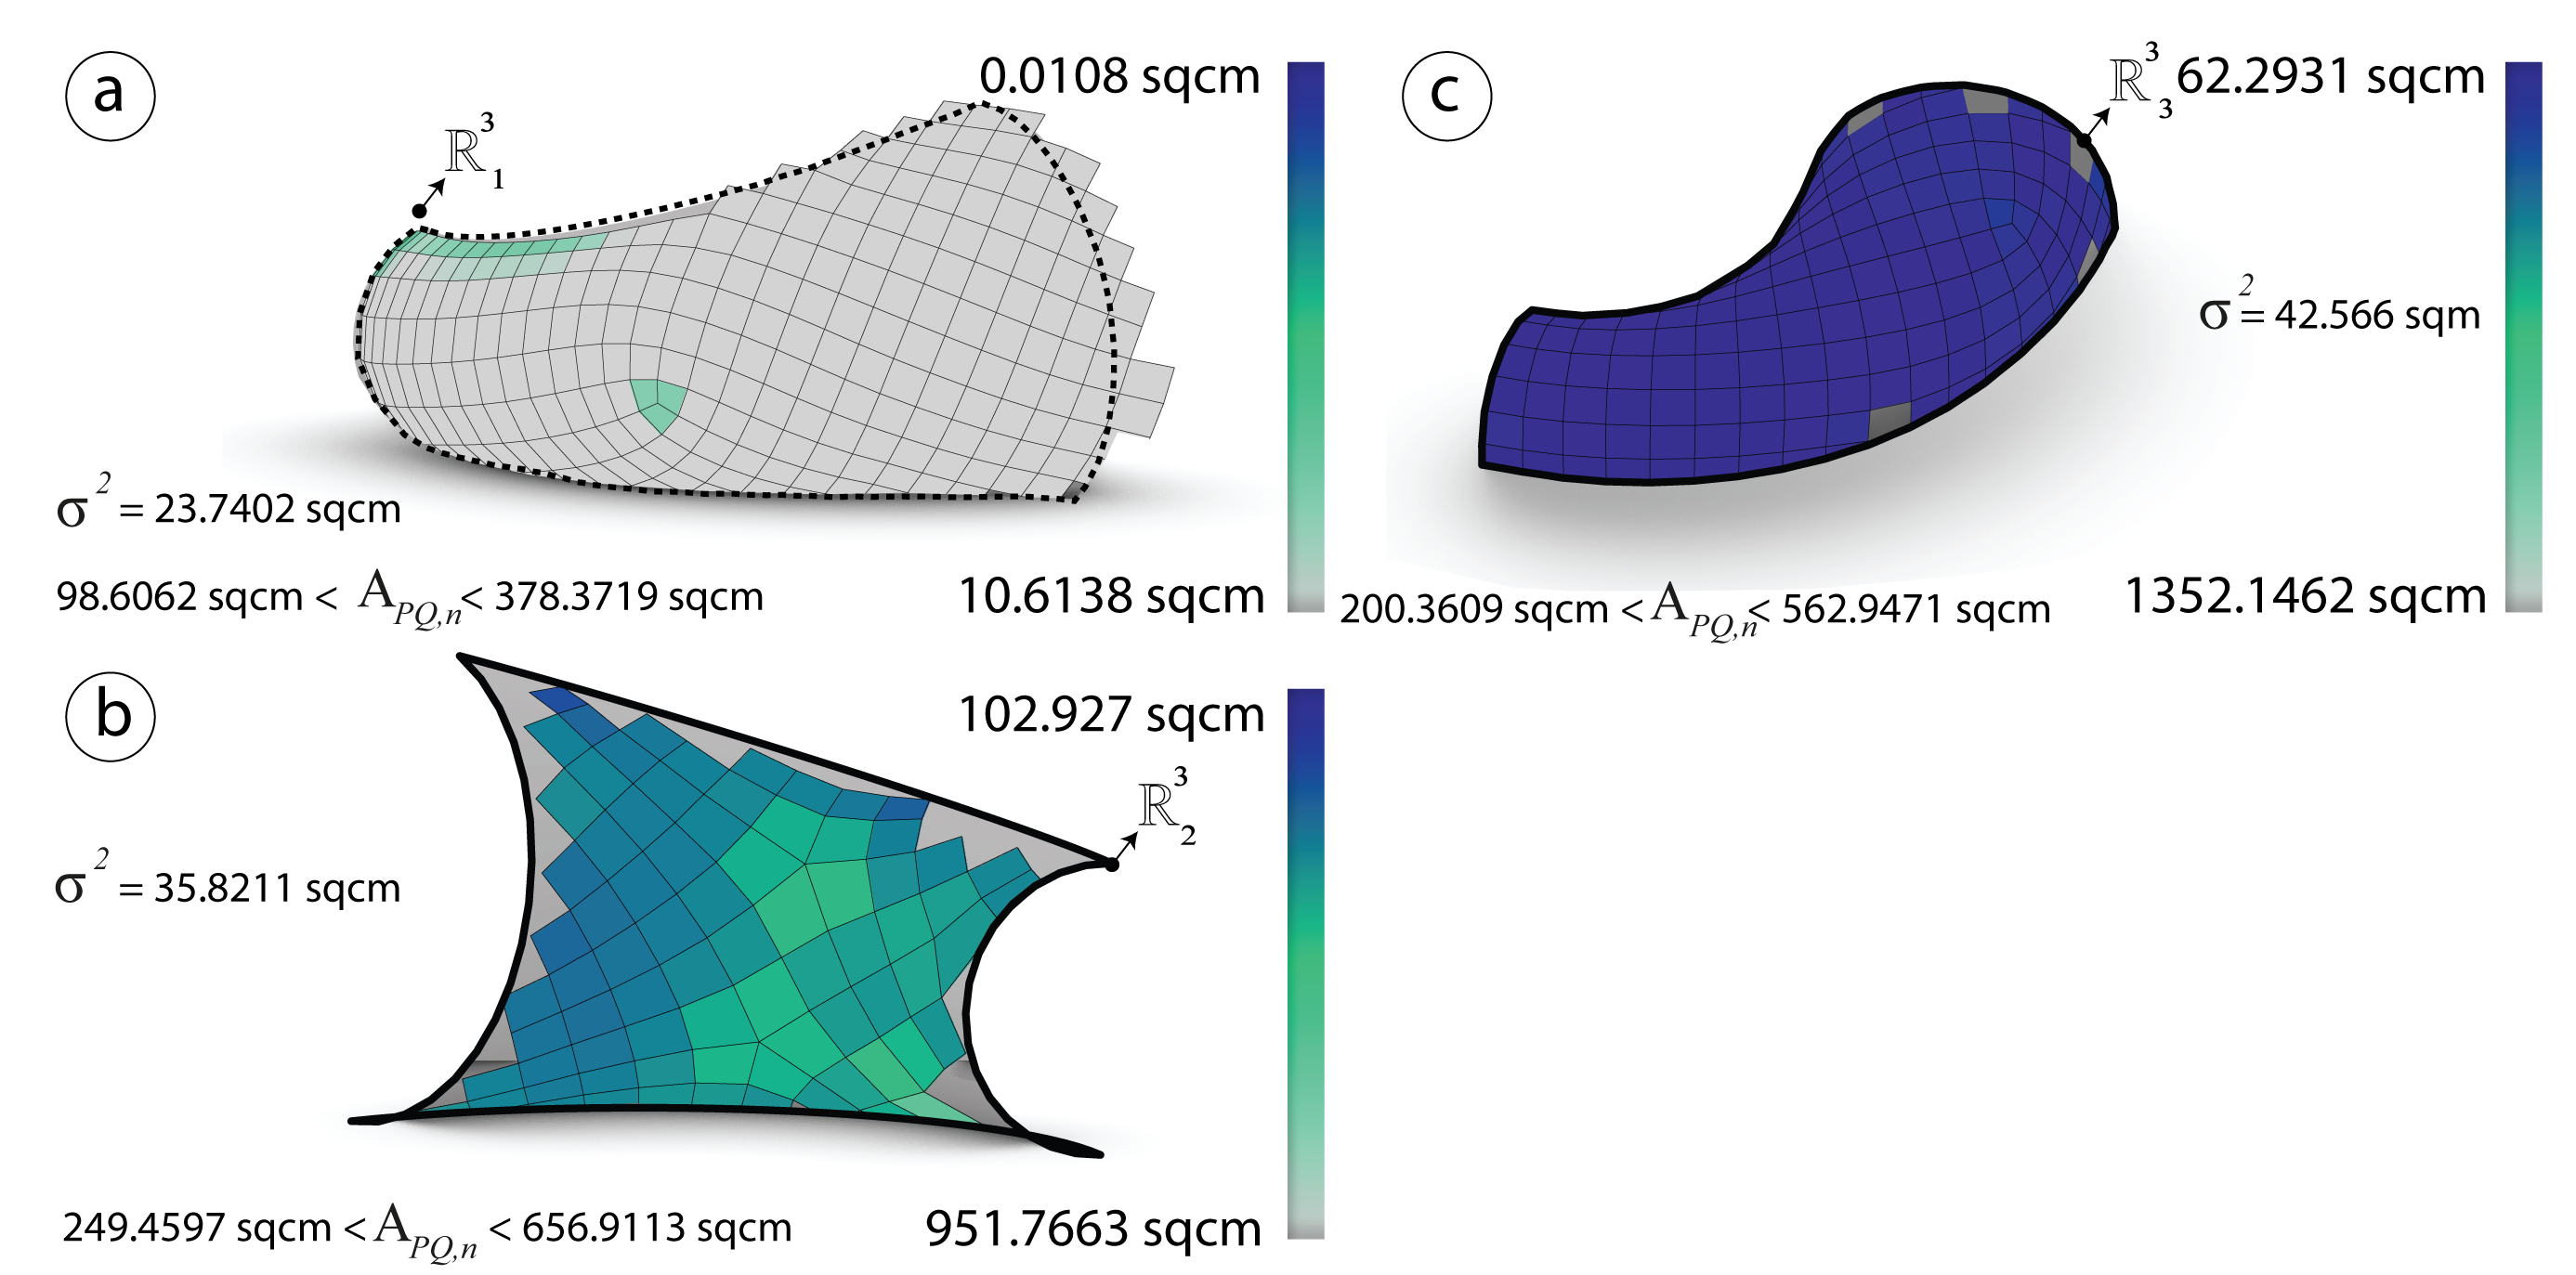 a
0.0108 sqcm
ℝ³₁
σ² = 23.7402 sqcm
98.6062 sqcm < A_PQ,n < 378.3719 sqcm
10.6138 sqcm
c
ℝ³₃
62.2931 sqcm
σ² = 42.566 sqm
200.3609 sqcm < A_PQ,n < 562.9471 sqcm
1352.1462 sqcm
b
102.927 sqcm
ℝ³₂
σ² = 35.8211 sqcm
249.4597 sqcm < A_PQ,n < 656.9113 sqcm
951.7663 sqcm